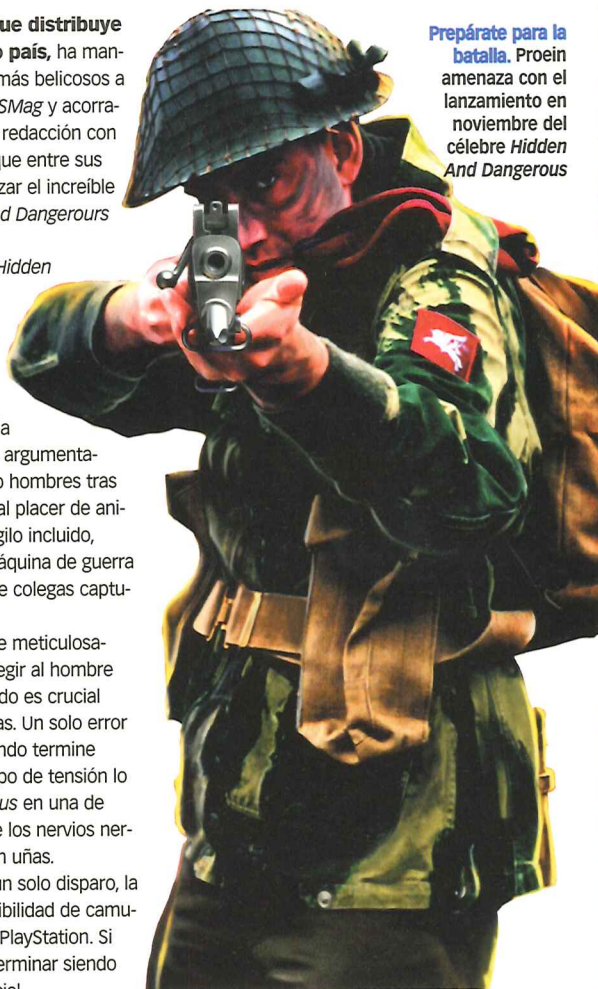 ue distribuye
o país, ha man-
más belicosos a
SMag y acorra-
redacción con
que entre sus
zar el increíble
d Dangerours
Hidden
a
argumenta-
o hombres tras
al placer de ani-
gilo incluido,
áquina de guerra
e colegas captu-
e meticulosa-
egir al hombre
do es crucial
as. Un solo error
ndo termine
po de tensión lo
us en una de
e los nervios ner-
n uñas.
un solo disparo, la
ibilidad de camu-
PlayStation. Si
erminar siendo
Prepárate para la
batalla. Proein
amenaza con el
lanzamiento en
noviembre del
célebre Hidden
And Dangerous